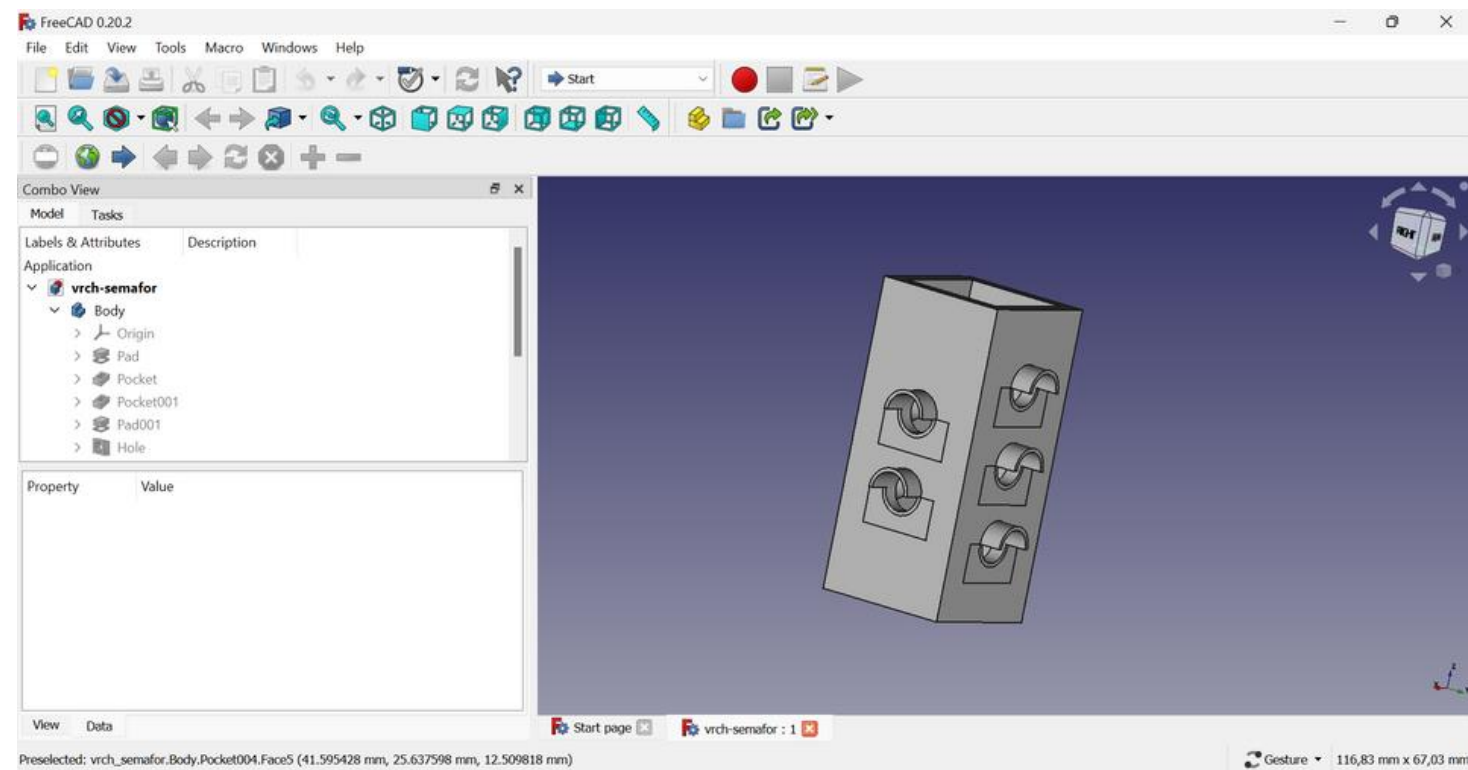 FreeCAD 0.20.2
File Edit View Tools Macro Windows Help
Start
Combo View
Model Tasks
Labels & Attributes Description
Application
vrch-semafor
Body
Origin
Pad
Pocket
Pocket001
Pad001
Hole
Property Value
View Data
RIGHT
Start page vrch-semafor : 1
Preselected: vrch_semafor.Body.Pocket004.Face5 (41.595428 mm, 25.637598 mm, 12.509818 mm) Gesture 116,83 mm x 67,03 mm